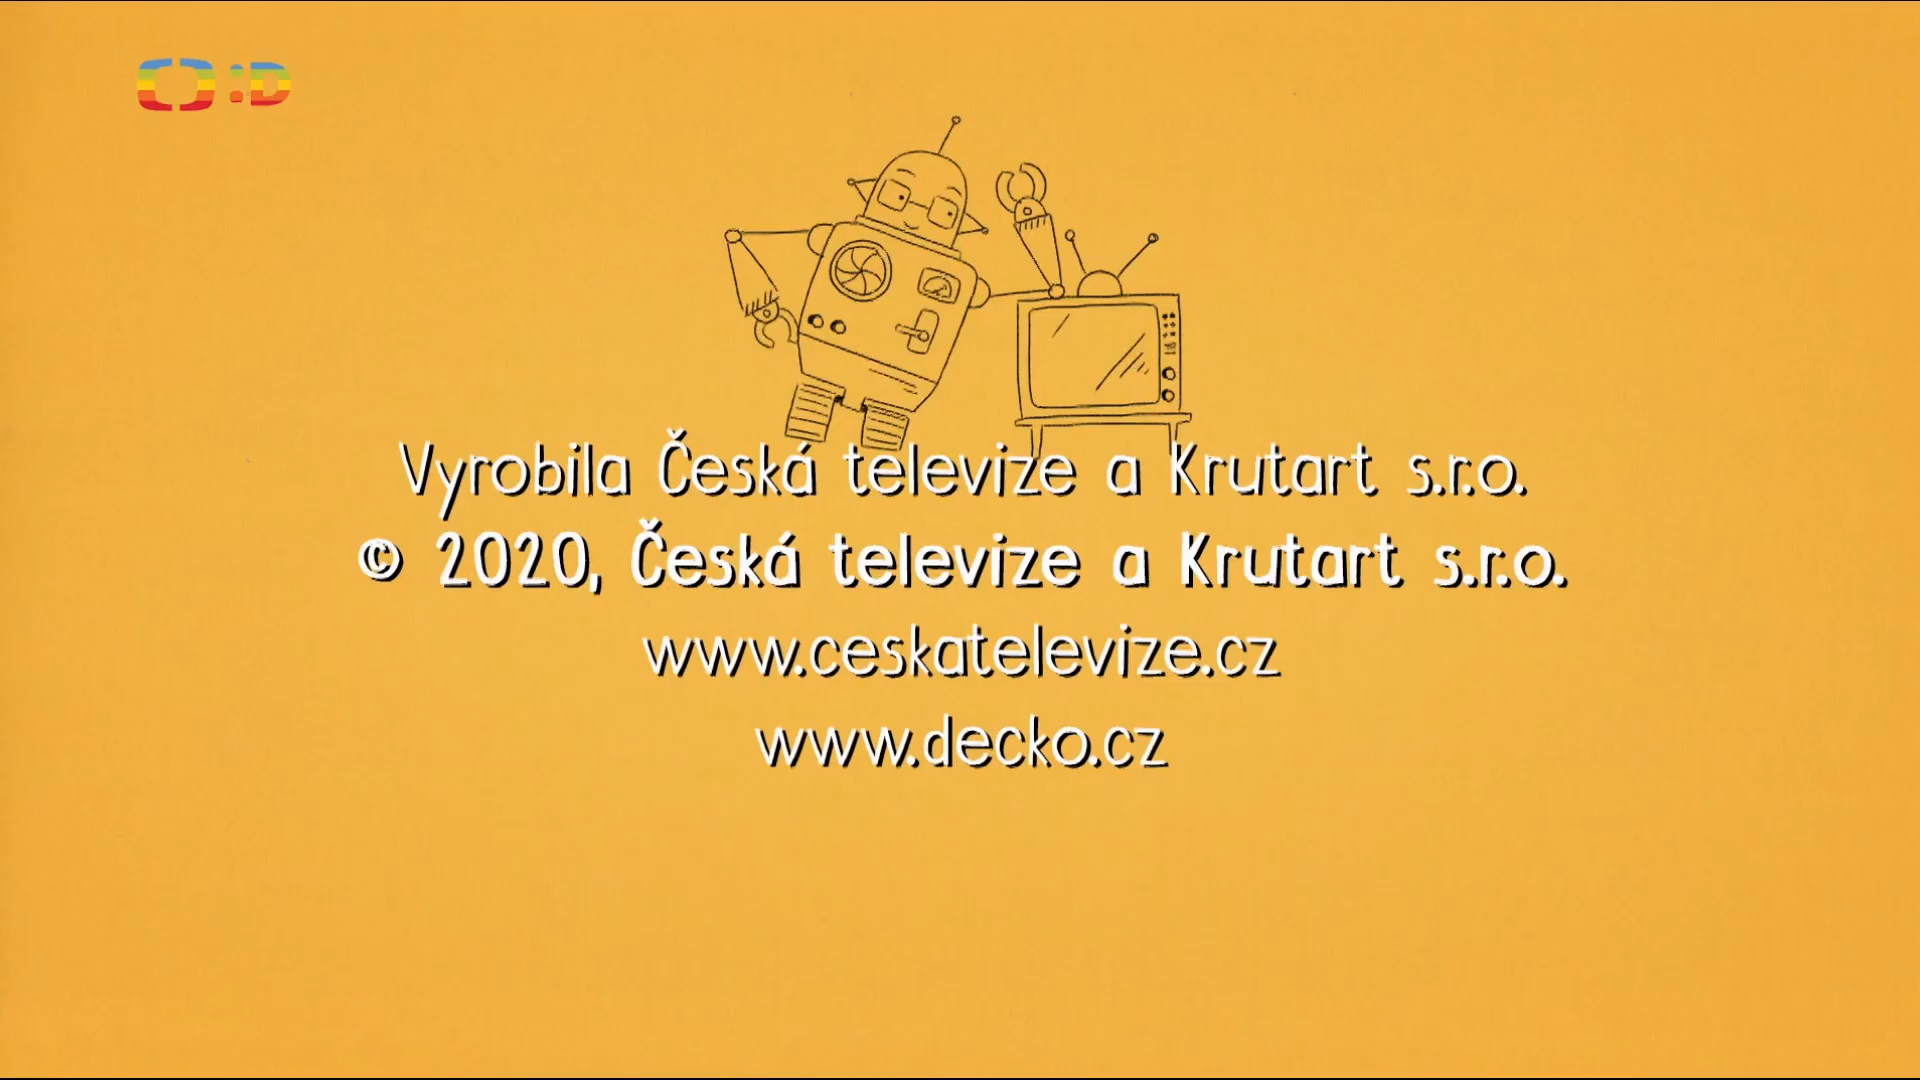 :D
Vyrobila Česká televize a Krutart s.r.o.
© 2020, Česká televize a Krutart s.r.o.
www.ceskatelevize.cz
www.decko.cz